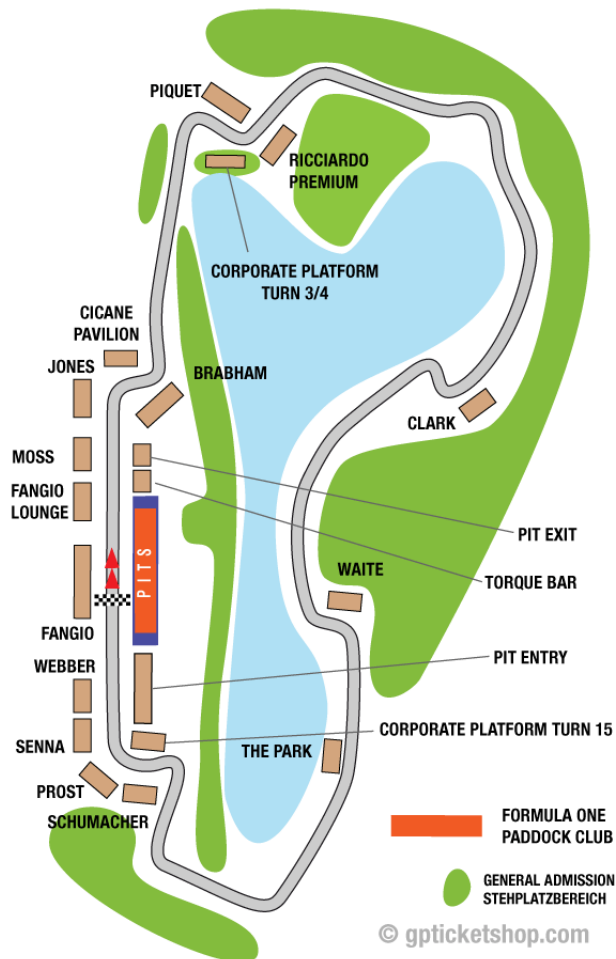 PIQUET
RICCIARDO
PREMIUM
CORPORATE PLATFORM
TURN 3/4
CICANE
PAVILION
JONES
BRABHAM
CLARK
MOSS
FANGIO
LOUNGE
PIT EXIT
PITS
WAITE
TORQUE BAR
FANGIO
WEBBER
PIT ENTRY
SENNA
THE PARK
CORPORATE PLATFORM TURN 15
PROST
SCHUMACHER
FORMULA ONE
PADDOCK CLUB
GENERAL ADMISSION
STEHPLATZBEREICH
© gpticketshop.com